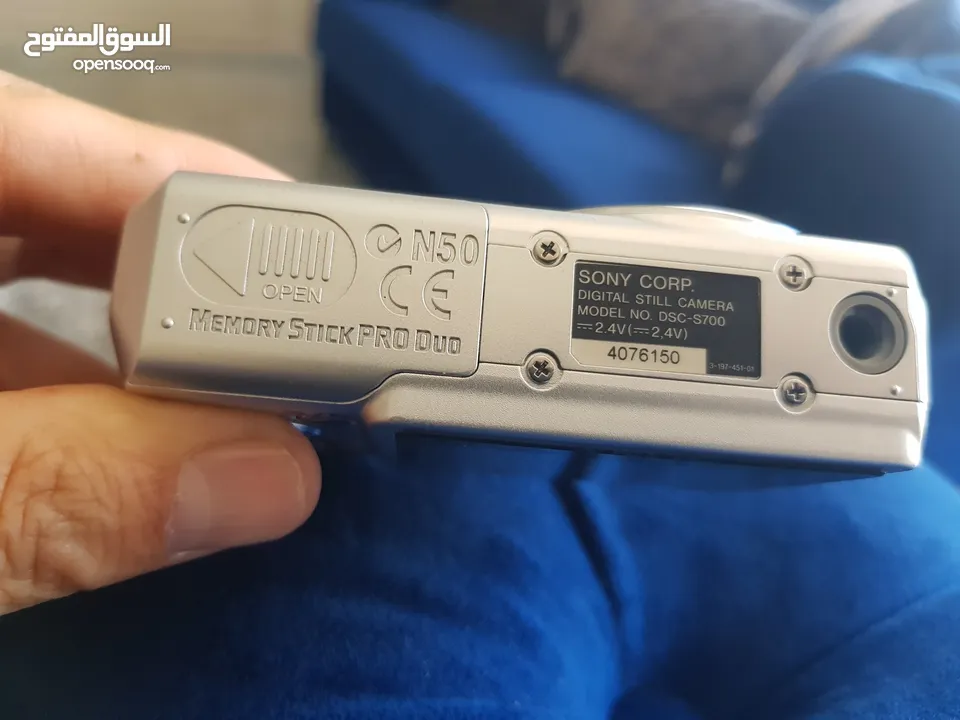 السوق المفتوح
opensooq.com
N50
CE
OPEN
MEMORY STICK PRO DUO
SONY CORP.
DIGITAL STILL CAMERA
MODEL NO. DSC-S700
⎓2.4V(⎓2,4V)
4076150
3-197-451-01